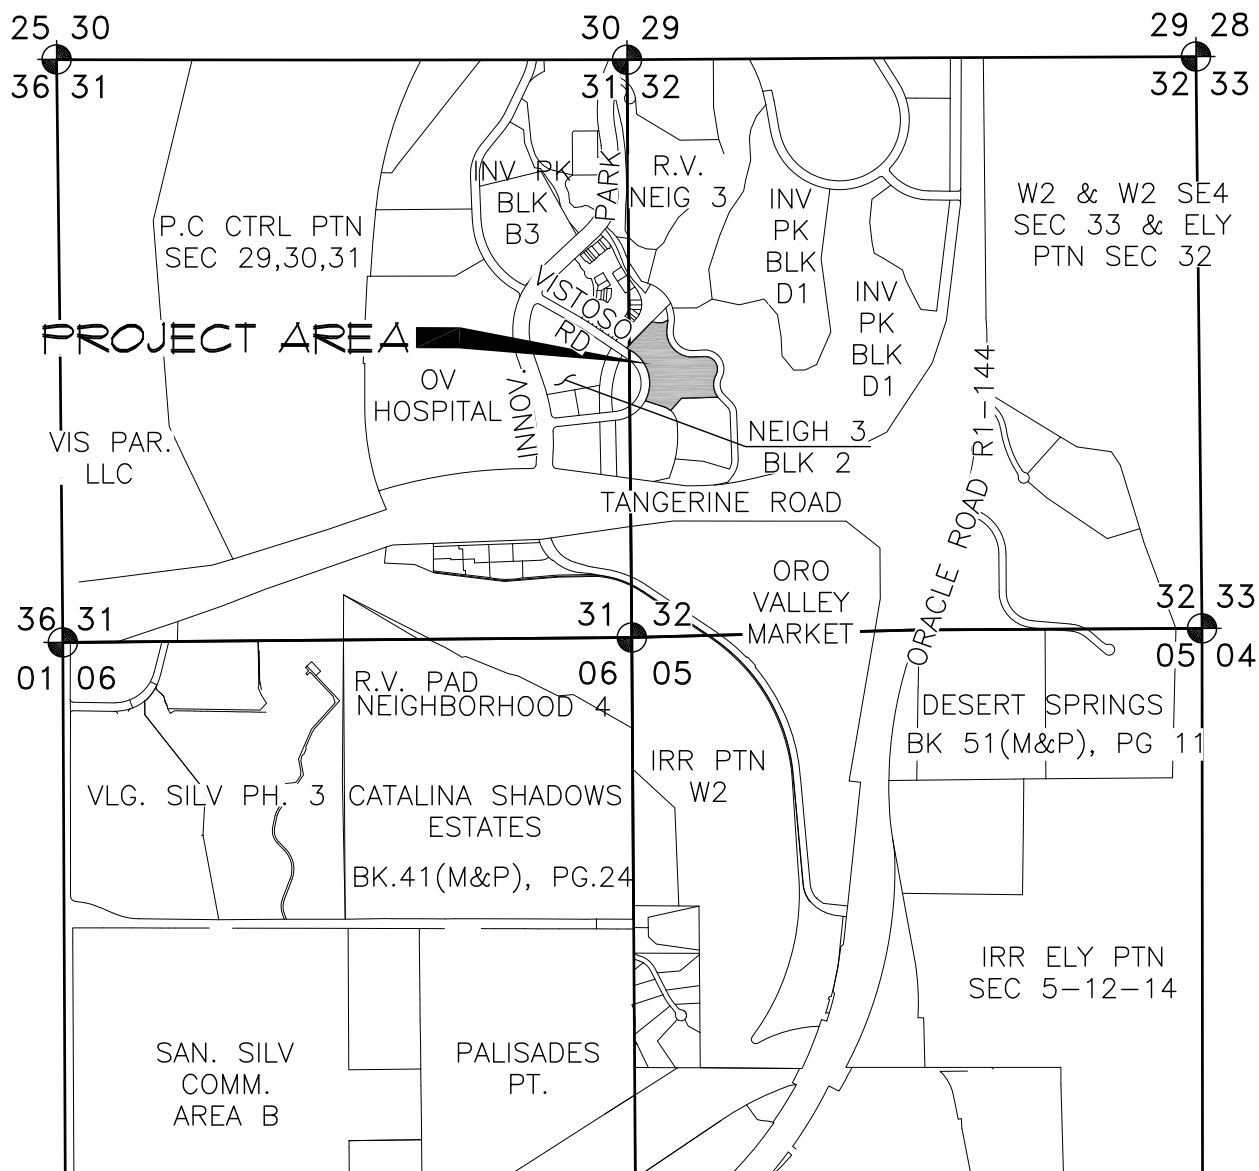 25 30
30 29
29 28
36 31
31 32
32 33
INV PK
BLK
B3
PARK
R.V.
NEIG 3
INV
PK
BLK
D1
W2 & W2 SE4
SEC 33 & ELY
PTN SEC 32
P.C CTRL PTN
SEC 29,30,31
VISTOSO
RD
INV
PK
BLK
D1
PROJECT AREA
OV
HOSPITAL
INNOV.
VIS PAR.
LLC
NEIGH 3
BLK 2
TANGERINE ROAD
ORACLE ROAD R1-144
ORO
VALLEY
MARKET
36 31
31 32
32 33
01 06
06 05
05 04
R.V. PAD
NEIGHBORHOOD 4
DESERT SPRINGS
BK 51(M&P), PG 11
IRR PTN
W2
VLG. SILV PH. 3
CATALINA SHADOWS
ESTATES
BK.41(M&P), PG.24
IRR ELY PTN
SEC 5-12-14
SAN. SILV
COMM.
AREA B
PALISADES
PT.